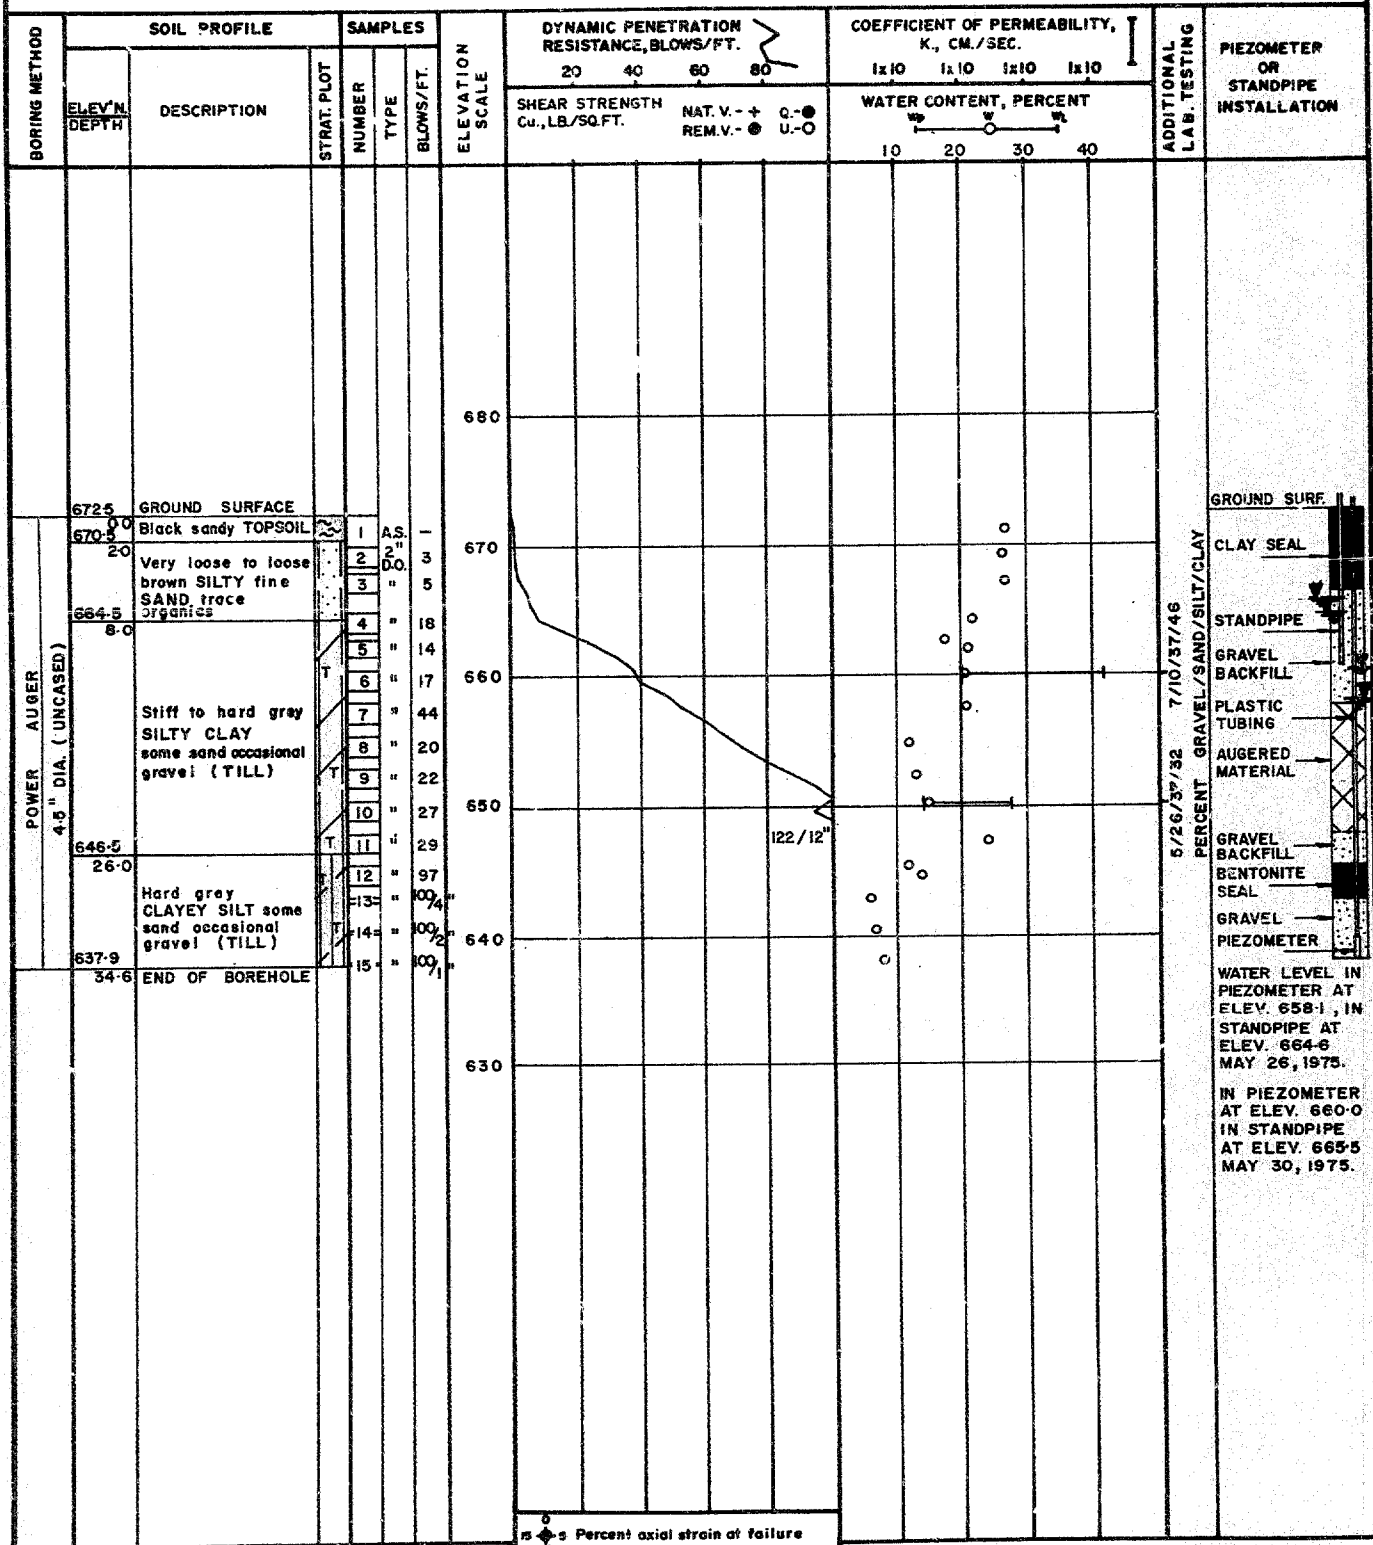 BORING METHOD
SOIL PROFILE
ELEV'N.
DEPTH
DESCRIPTION
STRAT. PLOT
SAMPLES
NUMBER
TYPE
BLOWS/FT.
ELEVATION
SCALE
DYNAMIC PENETRATION
RESISTANCE, BLOWS/FT.
20 40 60 80
SHEAR STRENGTH
Cu., LB./SQ.FT.
NAT. V. - + Q.-●
REM.V.- ⊕ U.-O
COEFFICIENT OF PERMEABILITY,
K., CM./SEC.
1x10 1x10 1x10 1x10
WATER CONTENT, PERCENT
Wp W WL
10 20 30 40
ADDITIONAL
LAB. TESTING
PIEZOMETER
OR
STANDPIPE
INSTALLATION
POWER AUGER
4.5" DIA. (UNCASED)
672.5 GROUND SURFACE
0.0 Black sandy TOPSOIL
670.5
2.0
Very loose to loose
brown SILTY fine
SAND, trace
organics
664.5
8.0
Stiff to hard grey
SILTY CLAY
some sand occasional
gravel (TILL)
646.5
26.0
Hard grey
CLAYEY SILT some
sand occasional
gravel (TILL)
637.9
34.6 END OF BOREHOLE
T
T
T
T
T
1 A.S. —
2 2" D.O. 3
3 " 5
4 " 18
5 " 14
6 " 17
7 " 44
8 " 20
9 " 22
10 " 27
11 " 29
12 " 97
13 " 100/4"
14 " 100/2"
15 " 100/1"
680
670
660
650
640
630
122/12"
5/26/37/32 7/10/37/46
PERCENT GRAVEL/SAND/SILT/CLAY
GROUND SURF.
CLAY SEAL
STANDPIPE
GRAVEL
BACKFILL
PLASTIC
TUBING
AUGERED
MATERIAL
GRAVEL
BACKFILL
BENTONITE
SEAL
GRAVEL
PIEZOMETER
WATER LEVEL IN
PIEZOMETER AT
ELEV. 658.1, IN
STANDPIPE AT
ELEV. 664.6
MAY 26, 1975.
IN PIEZOMETER
AT ELEV. 660.0
IN STANDPIPE
AT ELEV. 665.5
MAY 30, 1975.
0
15 5 Percent axial strain at failure